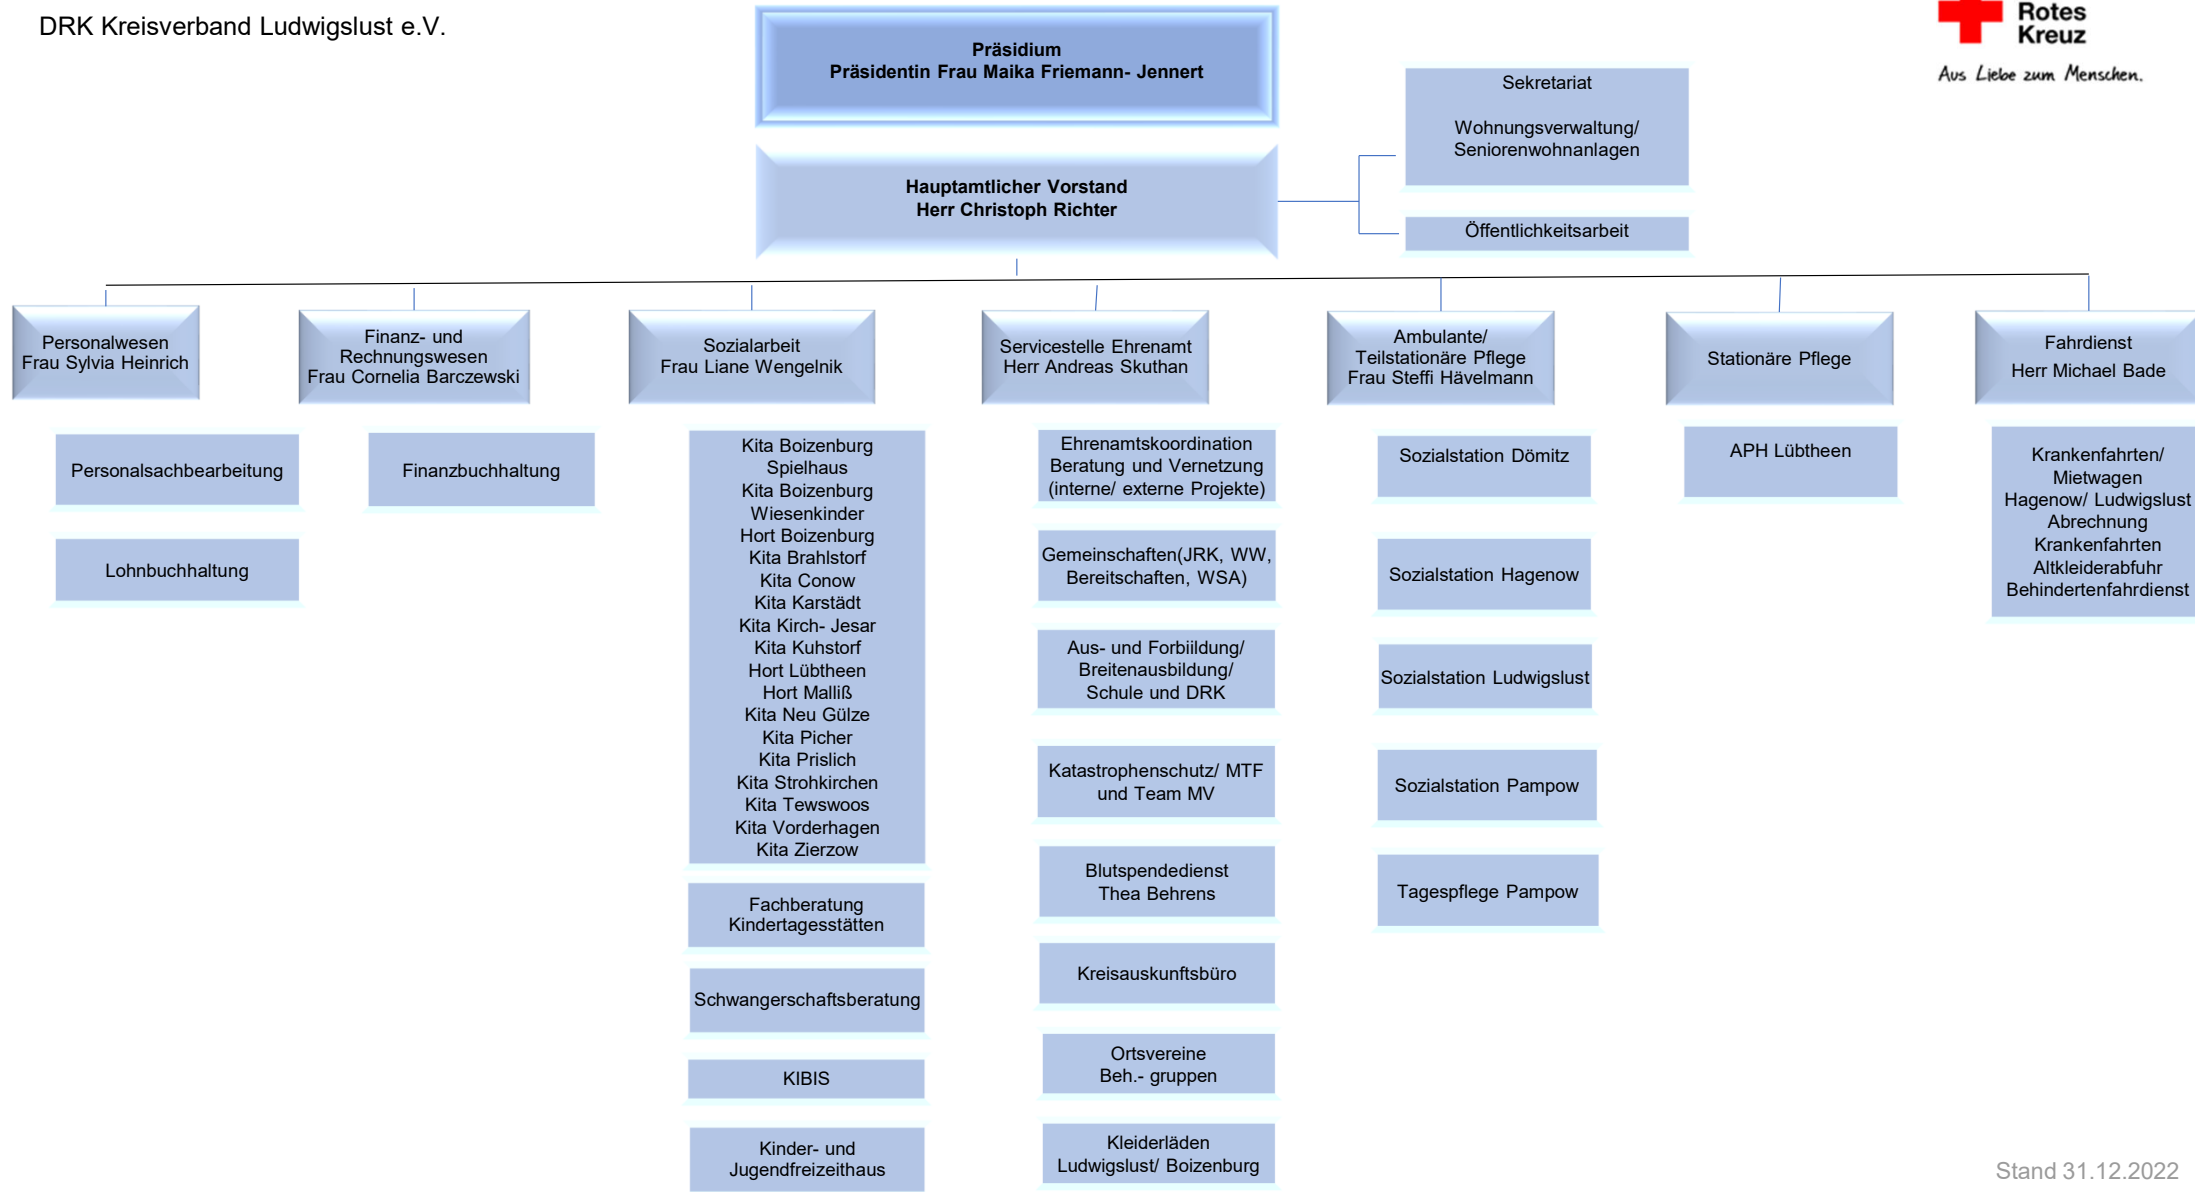 DRK Kreisverband Ludwigslust e.V.
Rotes
Kreuz
Aus Liebe zum Menschen.
Präsidium
Präsidentin Frau Maika Friemann- Jennert
Sekretariat
Wohnungsverwaltung/
Seniorenwohnanlagen
Hauptamtlicher Vorstand
Herr Christoph Richter
Öffentlichkeitsarbeit
Personalwesen
Frau Sylvia Heinrich
Personalsachbearbeitung
Lohnbuchhaltung
Finanz- und
Rechnungswesen
Frau Cornelia Barczewski
Finanzbuchhaltung
Sozialarbeit
Frau Liane Wengelnik
Kita Boizenburg
Spielhaus
Kita Boizenburg
Wiesenkinder
Hort Boizenburg
Kita Brahlstorf
Kita Conow
Kita Karstädt
Kita Kirch- Jesar
Kita Kuhstorf
Hort Lübtheen
Hort Malliß
Kita Neu Gülze
Kita Picher
Kita Prislich
Kita Strohkirchen
Kita Tewswoos
Kita Vorderhagen
Kita Zierzow
Fachberatung
Kindertagesstätten
Schwangerschaftsberatung
KIBIS
Kinder- und
Jugendfreizeithaus
Servicestelle Ehrenamt
Herr Andreas Skuthan
Ehrenamtskoordination
Beratung und Vernetzung
(interne/ externe Projekte)
Gemeinschaften(JRK, WW,
Bereitschaften, WSA)
Aus- und Forbiildung/
Breitenausbildung/
Schule und DRK
Katastrophenschutz/ MTF
und Team MV
Blutspendedienst
Thea Behrens
Kreisauskunftsbüro
Ortsvereine
Beh.- gruppen
Kleiderläden
Ludwigslust/ Boizenburg
Ambulante/
Teilstationäre Pflege
Frau Steffi Hävelmann
Sozialstation Dömitz
Sozialstation Hagenow
Sozialstation Ludwigslust
Sozialstation Pampow
Tagespflege Pampow
Stationäre Pflege
APH Lübtheen
Fahrdienst
Herr Michael Bade
Krankenfahrten/
Mietwagen
Hagenow/ Ludwigslust
Abrechnung
Krankenfahrten
Altkleiderabfuhr
Behindertenfahrdienst
Stand 31.12.2022